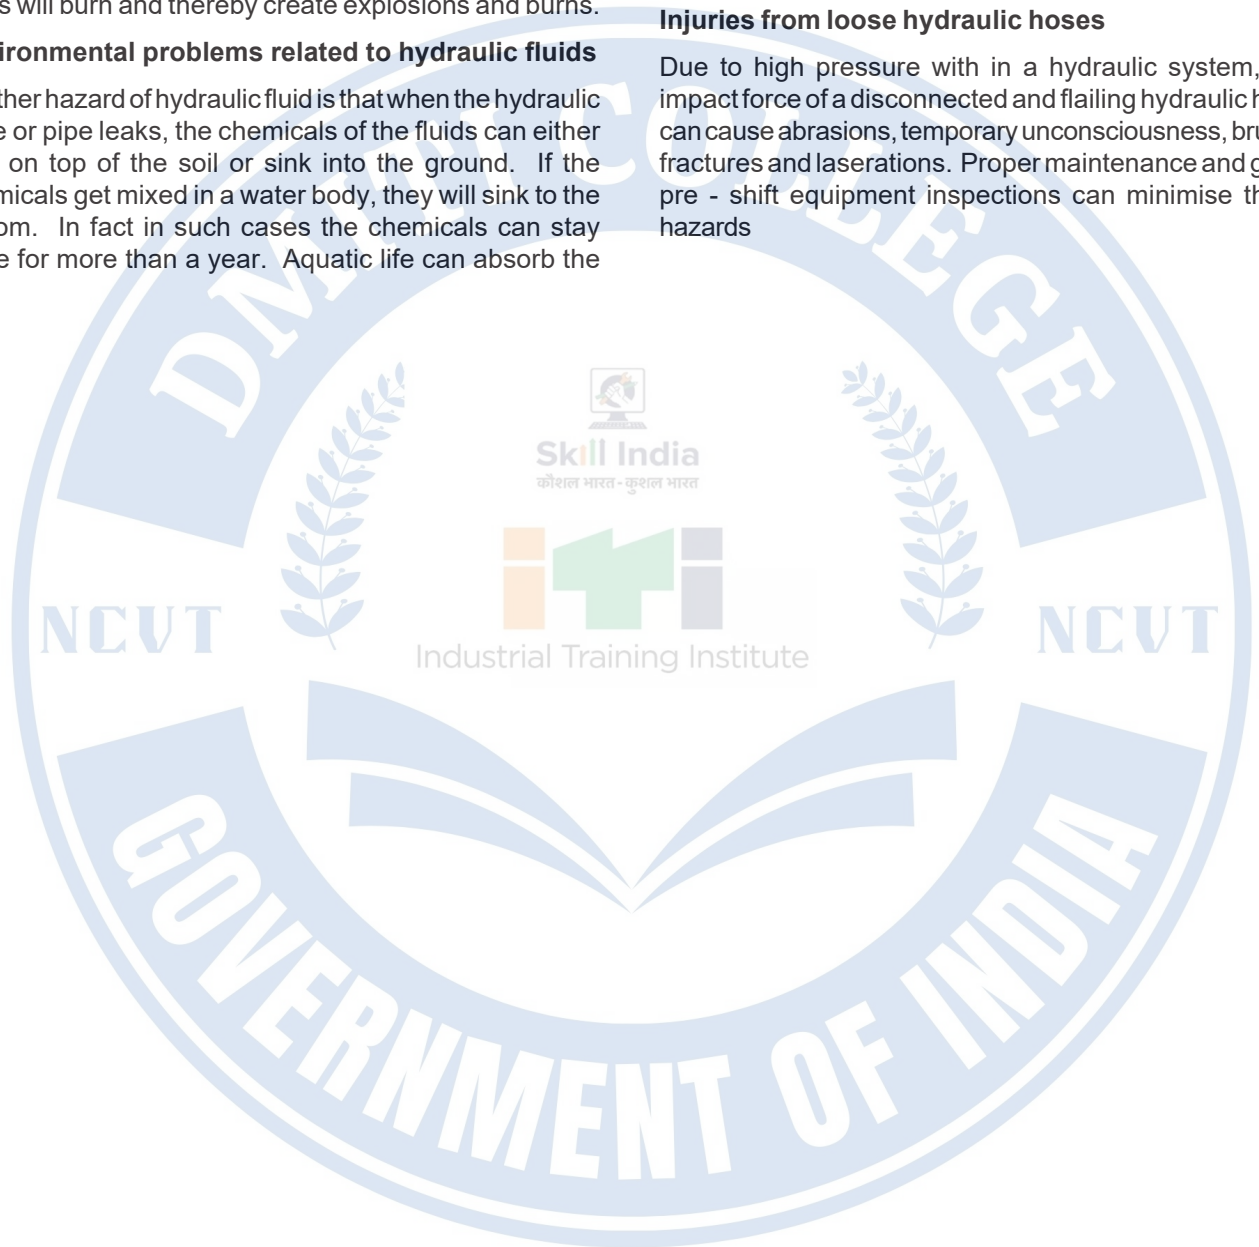 s will burn and thereby create explosions and burns.
ironmental problems related to hydraulic fluids
ther hazard of hydraulic fluid is that when the hydraulic
e or pipe leaks, the chemicals of the fluids can either
on top of the soil or sink into the ground. If the
micals get mixed in a water body, they will sink to the
om. In fact in such cases the chemicals can stay
e for more than a year. Aquatic life can absorb the
Injuries from loose hydraulic hoses
Due to high pressure with in a hydraulic system,
impact force of a disconnected and flailing hydraulic h
can cause abrasions, temporary unconsciousness, bru
fractures and laserations. Proper maintenance and g
pre - shift equipment inspections can minimise th
hazards
DMITI COLLEGE
Skill India
कौशल भारत - कुशल भारत
iTi
Industrial Training Institute
NCVT
NCVT
GOVERNMENT OF INDIA